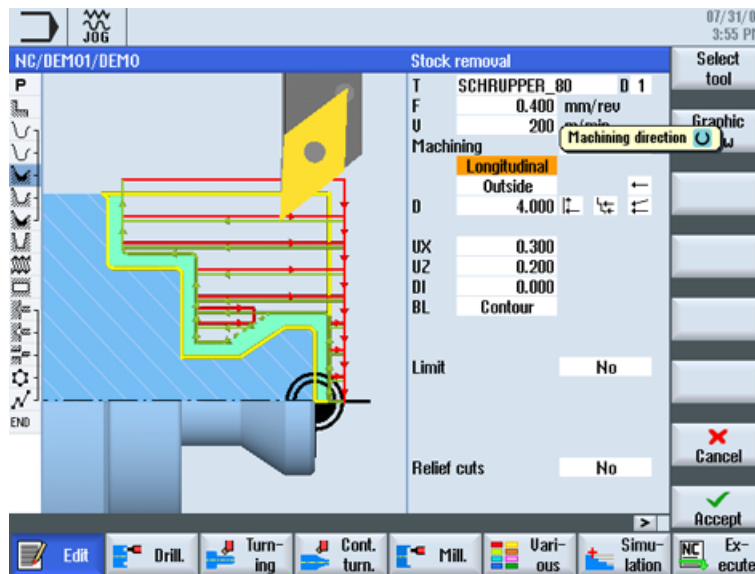 JOG
07/31/0
3:55 PM
NC/DEMO1/DEMO
Stock removal
Select
tool
P
T SCHRUPPER_80 D 1
F 0.400 mm/rev
V 200 m/min
Graphic
w
Machining direction
Machining
Longitudinal
Outside ←
D 4.000
UX 0.300
UZ 0.200
DI 0.000
BL Contour
Limit No
Relief cuts No
END
Cancel
Accept
>
Edit
Drill.
Turn-
ing
Cont.
turn.
Mill.
Vari-
ous
Simu-
lation
NC Ex-
ecute